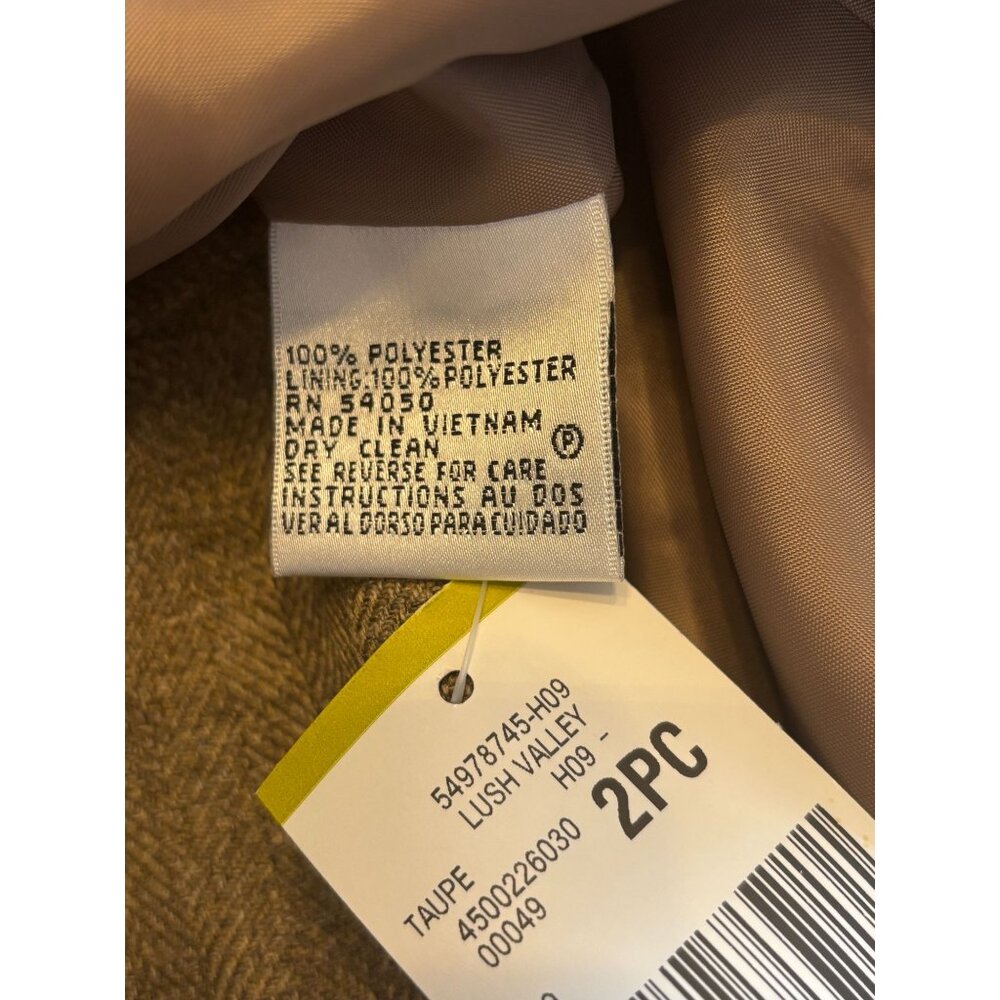 100% POLYESTER
LINING:100%POLYESTER
RN 54050
MADE IN VIETNAM
DRY CLEAN P
SEE REVERSE FOR CARE
INSTRUCTIONS AU DOS
VER AL DORSO PARA CUIDADO
54978745-H09
LUSH VALLEY
H09 -
2PC
TAUPE
4500226030
00049